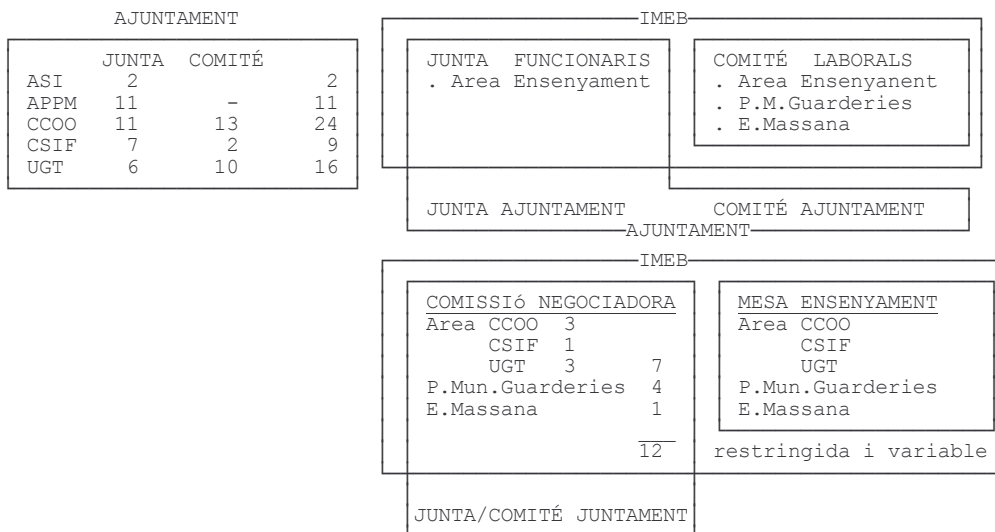 AJUNTAMENT
JUNTA COMITÉ
ASI 2 2
APPM 11 - 11
CCOO 11 13 24
CSIF 7 2 9
UGT 6 10 16
IMEB
JUNTA FUNCIONARIS
. Area Ensenyament
COMITÉ LABORALS
. Area Ensenyanent
. P.M.Guarderies
. E.Massana
JUNTA AJUNTAMENT COMITÉ AJUNTAMENT
AJUNTAMENT
IMEB
COMISSIó NEGOCIADORA
Area CCOO 3
CSIF 1
UGT 3 7
P.Mun.Guarderies 4
E.Massana 1
12
MESA ENSENYAMENT
Area CCOO
CSIF
UGT
P.Mun.Guarderies
E.Massana
restringida i variable
JUNTA/COMITÉ JUNTAMENT